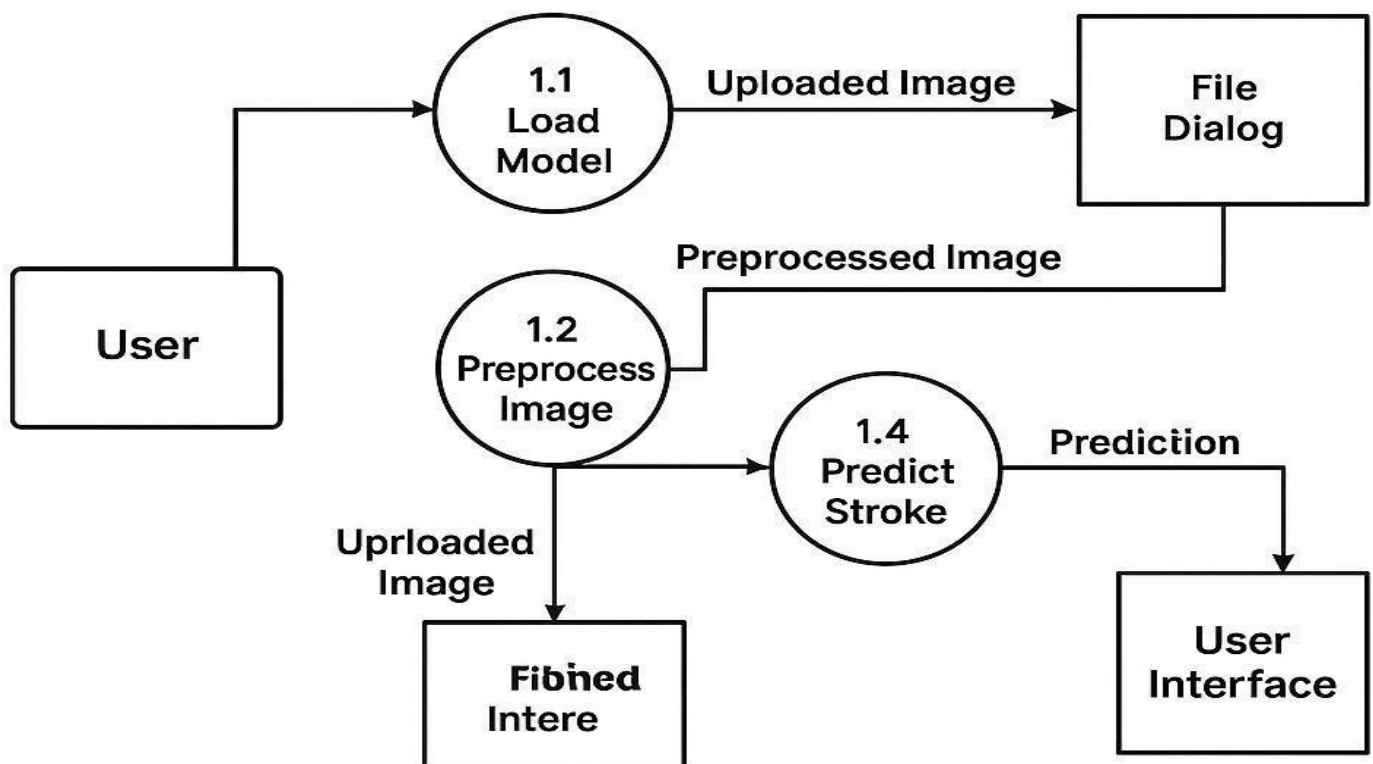 1.1
Load
Model
Uploaded Image
File
Dialog
Preprocessed Image
User
1.2
Preprocess
Image
1.4
Predict
Stroke
Prediction
Uprloaded
Image
User
Interface
Intere